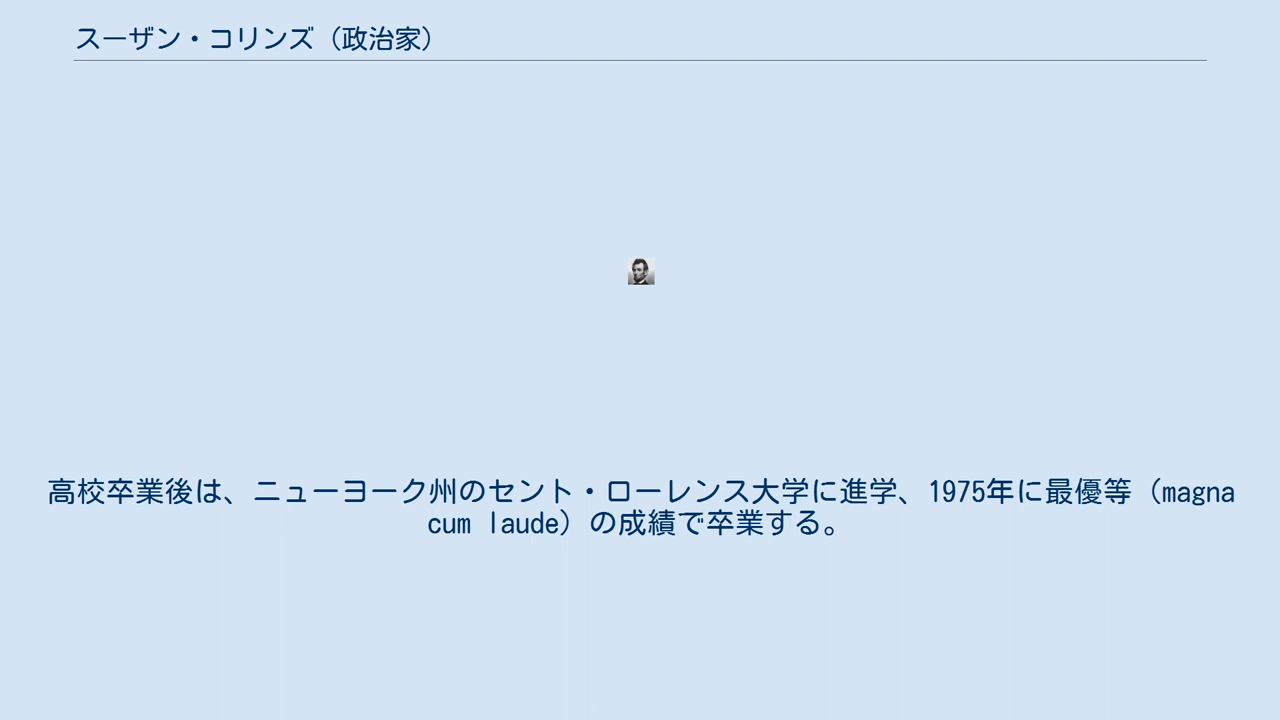 スーザン・コリンズ（政治家）
高校卒業後は、ニューヨーク州のセント・ローレンス大学に進学、1975年に最優等（magna
cum laude）の成績で卒業する。